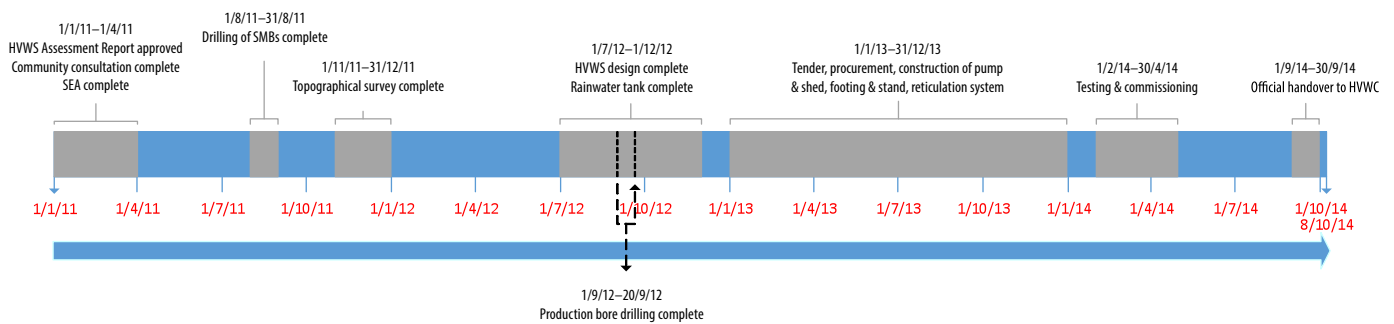 1/1/11–1/4/11
HVWS Assessment Report approved
Community consultation complete
SEA complete
1/8/11–31/8/11
Drilling of SMBs complete
1/11/11–31/12/11
Topographical survey complete
1/7/12–1/12/12
HVWS design complete
Rainwater tank complete
1/1/13–31/12/13
Tender, procurement, construction of pump
& shed, footing & stand, reticulation system
1/2/14–30/4/14
Testing & commissioning
1/9/14–30/9/14
Official handover to HVWC
1/1/11
1/4/11
1/7/11
1/10/11
1/1/12
1/4/12
1/7/12
1/10/12
1/1/13
1/4/13
1/7/13
1/10/13
1/1/14
1/4/14
1/7/14
1/10/14
8/10/14
1/9/12–20/9/12
Production bore drilling complete